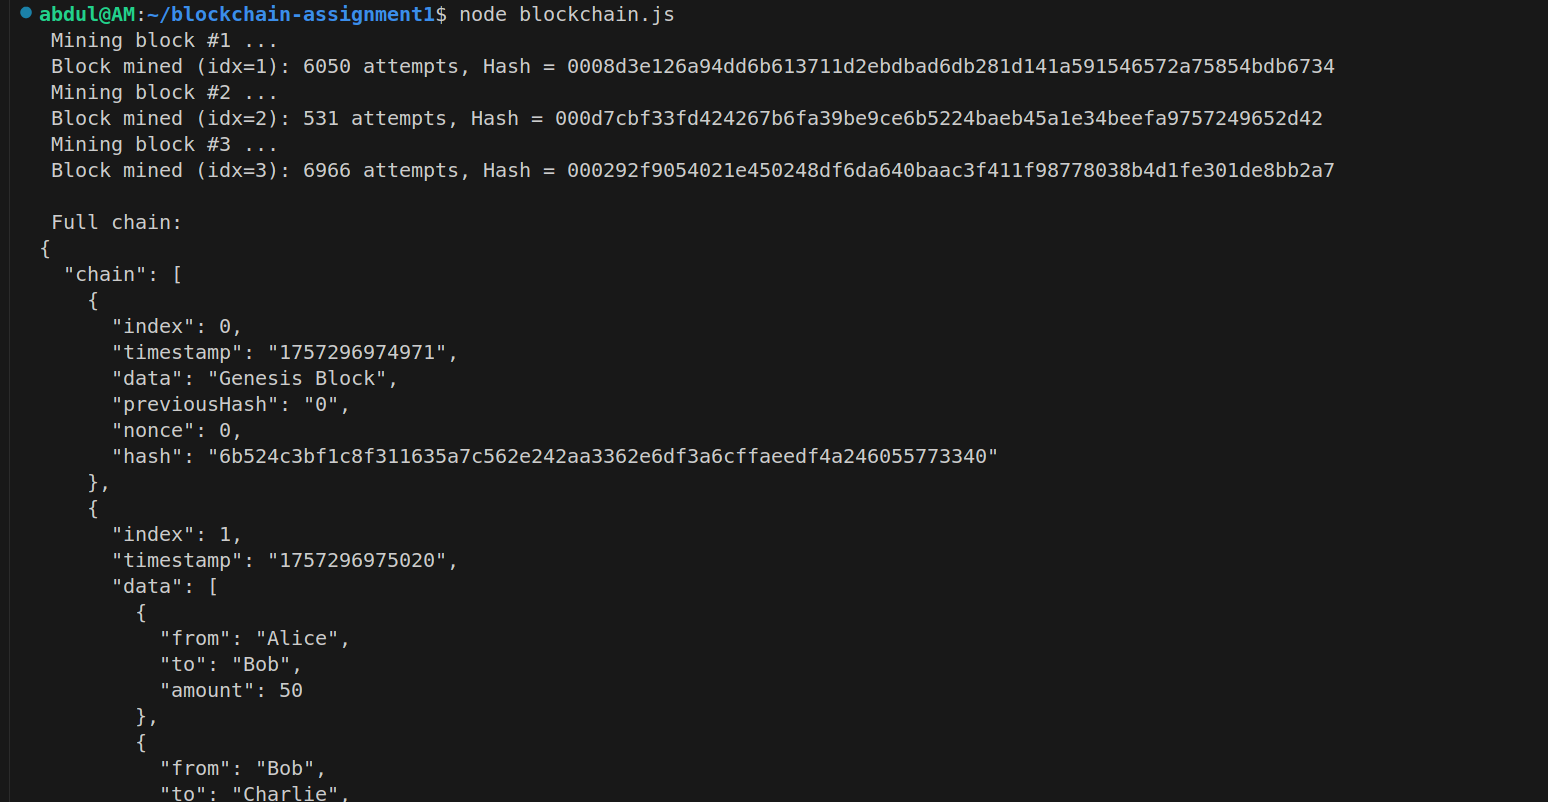 abdul@AM:~/blockchain-assignment1$ node blockchain.js
Mining block #1 ...
Block mined (idx=1): 6050 attempts, Hash = 0008d3e126a94dd6b613711d2ebdbad6db281d141a591546572a75854bdb6734
Mining block #2 ...
Block mined (idx=2): 531 attempts, Hash = 000d7cbf33fd424267b6fa39be9ce6b5224baeb45a1e34beefa9757249652d42
Mining block #3 ...
Block mined (idx=3): 6966 attempts, Hash = 000292f9054021e450248df6da640baac3f411f98778038b4d1fe301de8bb2a7
Full chain:
{
"chain": [
{
"index": 0,
"timestamp": "1757296974971",
"data": "Genesis Block",
"previousHash": "0",
"nonce": 0,
"hash": "6b524c3bf1c8f311635a7c562e242aa3362e6df3a6cffaeedf4a246055773340"
},
{
"index": 1,
"timestamp": "1757296975020",
"data": [
{
"from": "Alice",
"to": "Bob",
"amount": 50
},
{
"from": "Bob",
"to": "Charlie",